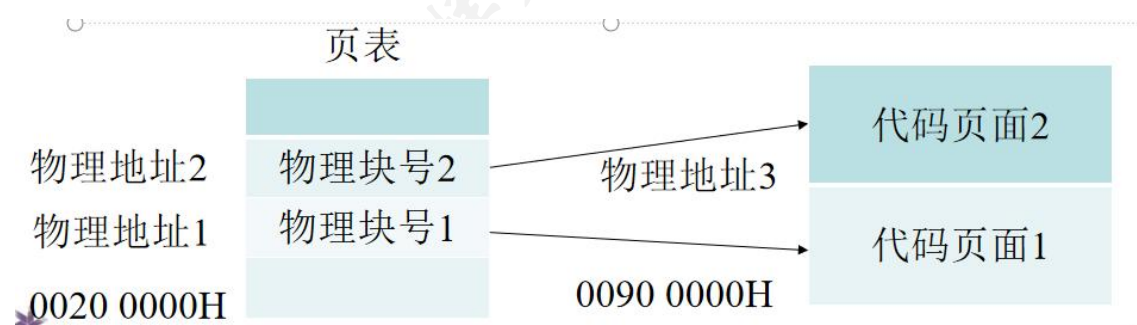 页表
物理地址2
物理块号2
物理地址3
代码页面2
物理地址1
物理块号1
代码页面1
0020 0000H
0090 0000H